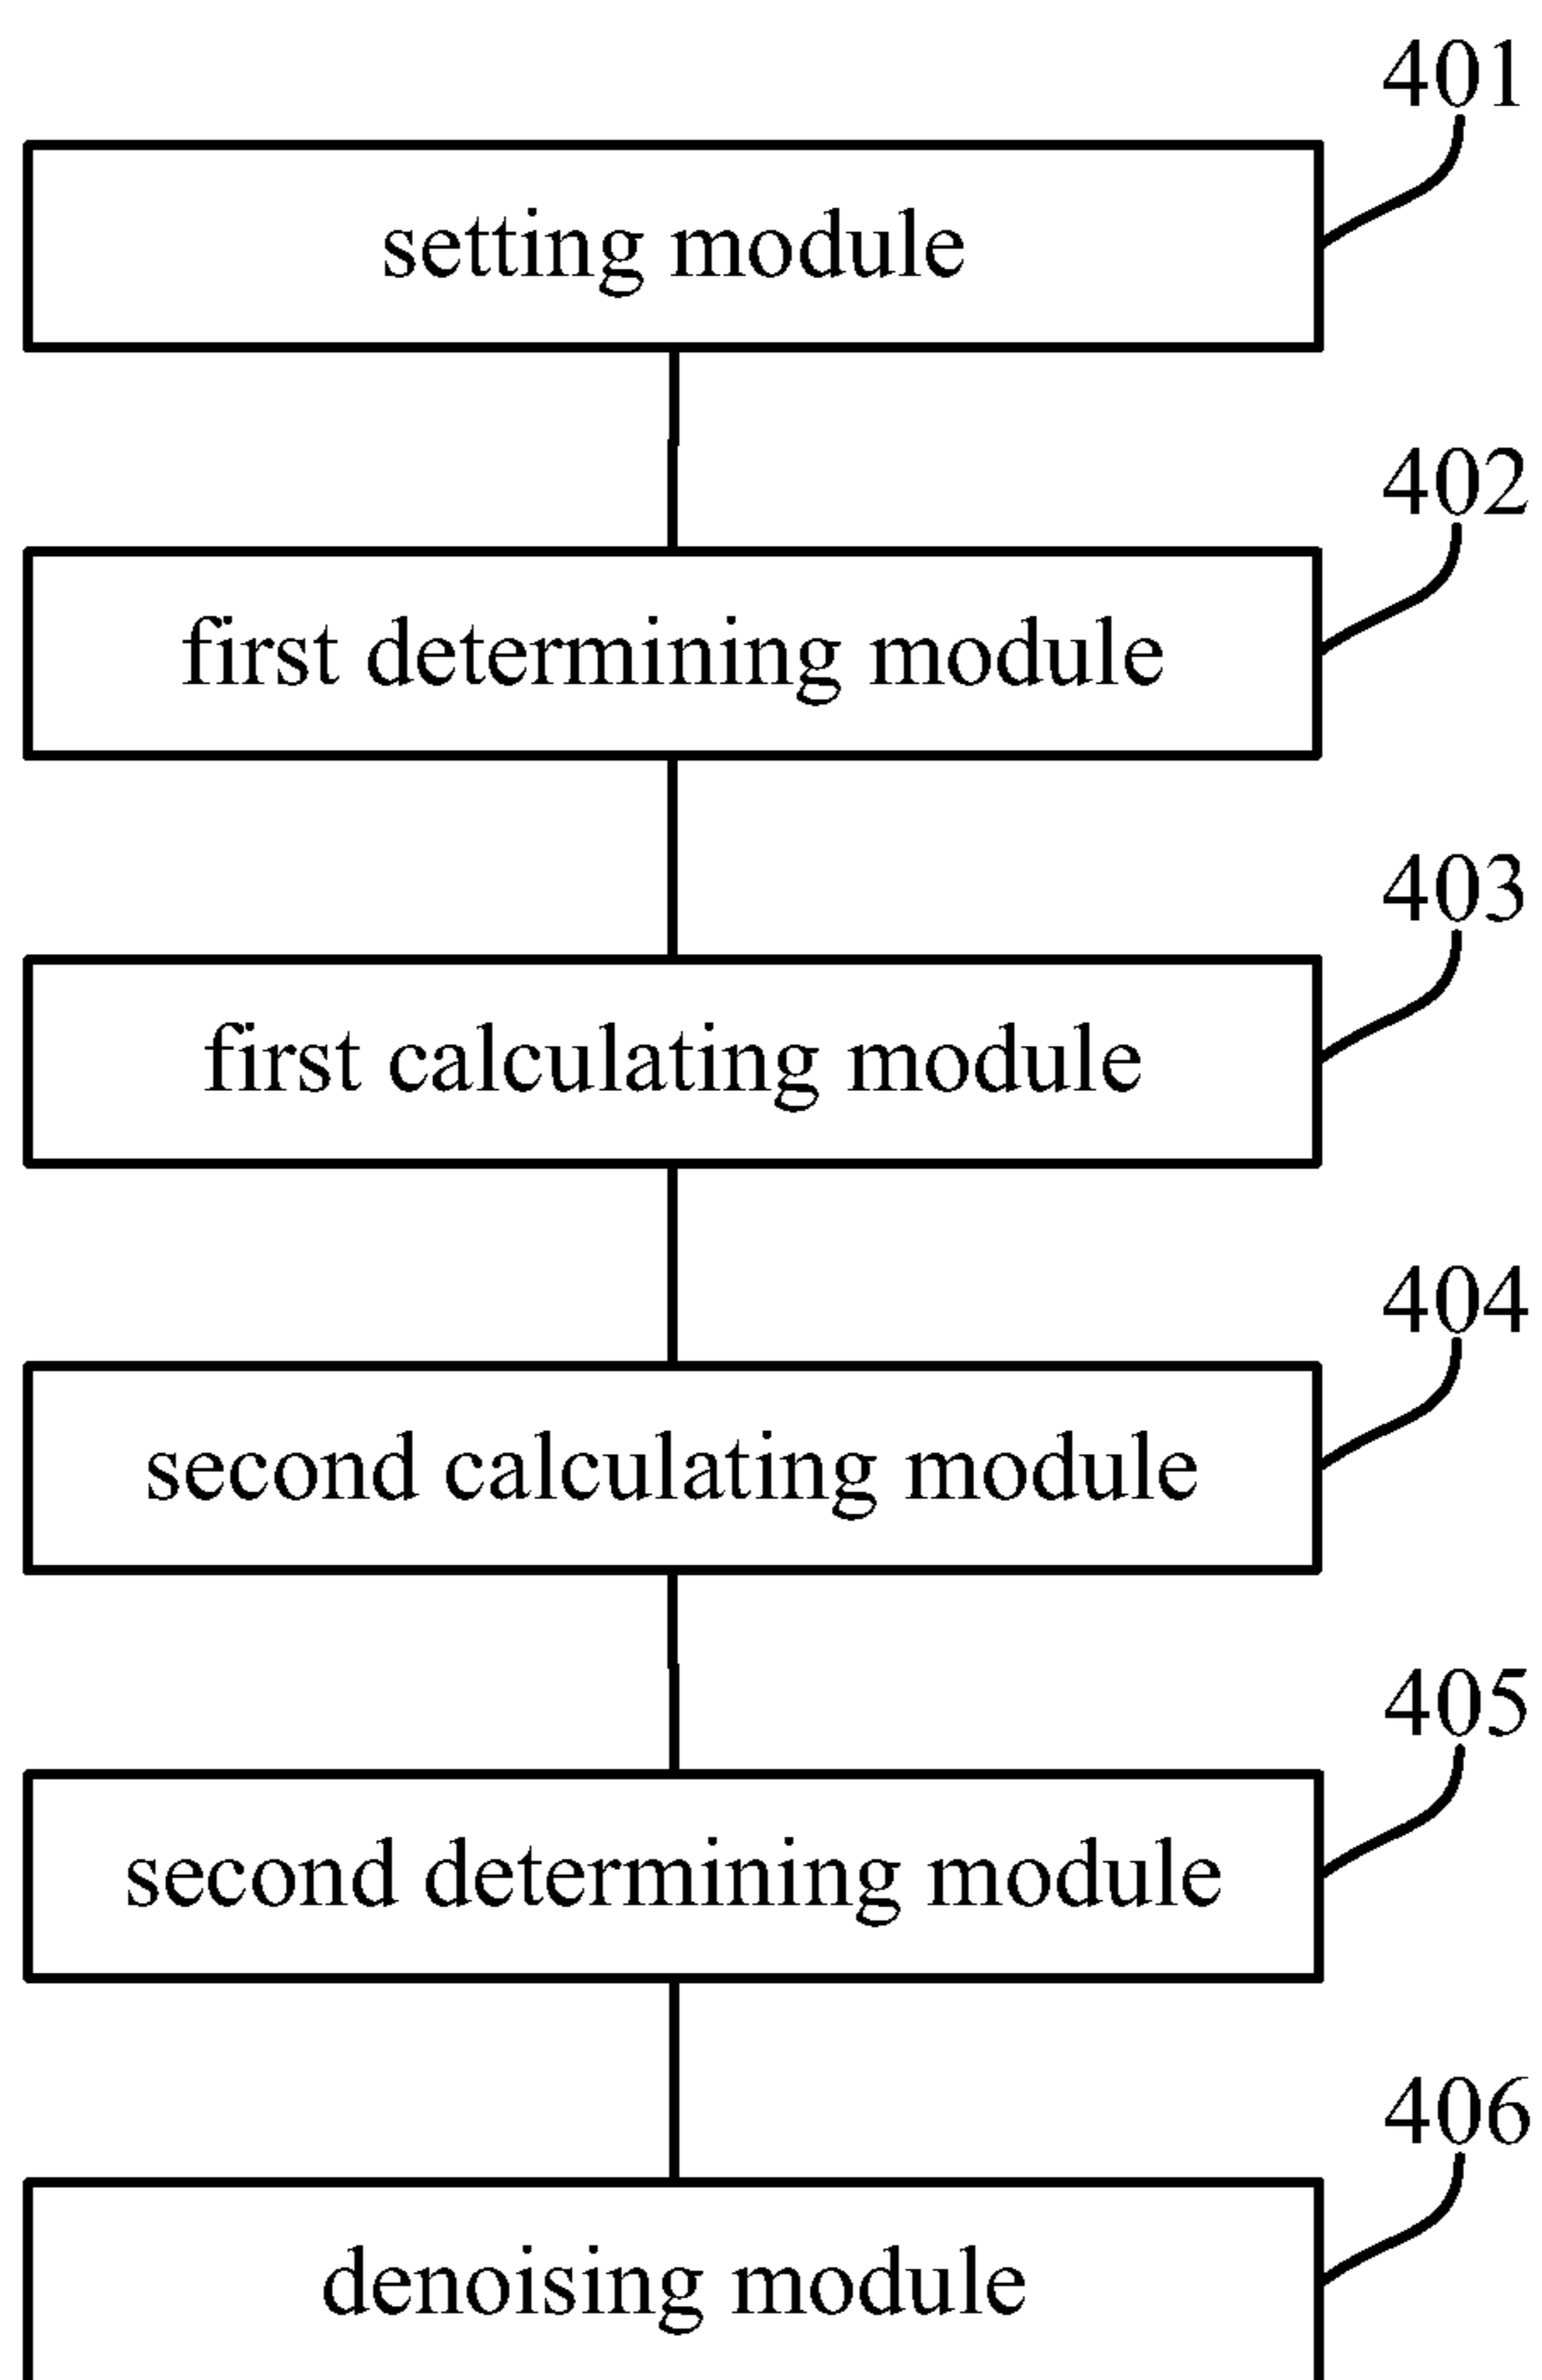 401
setting module
402
first determining module
403
first calculating module
404
second calculating module
405
second determining module
406
denoising module